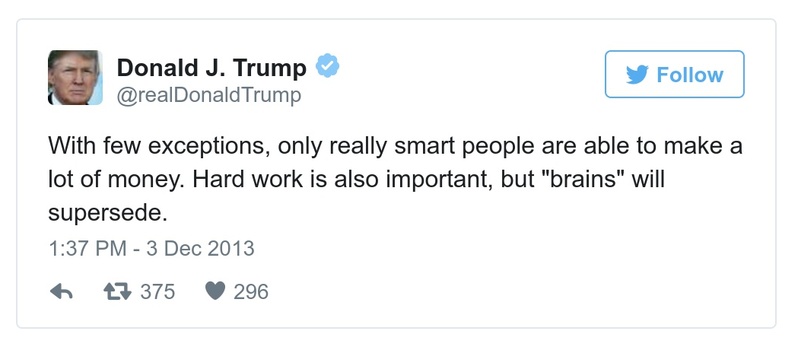 Donald J. Trump
@realDonaldTrump
Follow
With few exceptions, only really smart people are able to make a
lot of money. Hard work is also important, but "brains" will
supersede.
1:37 PM - 3 Dec 2013
375
296